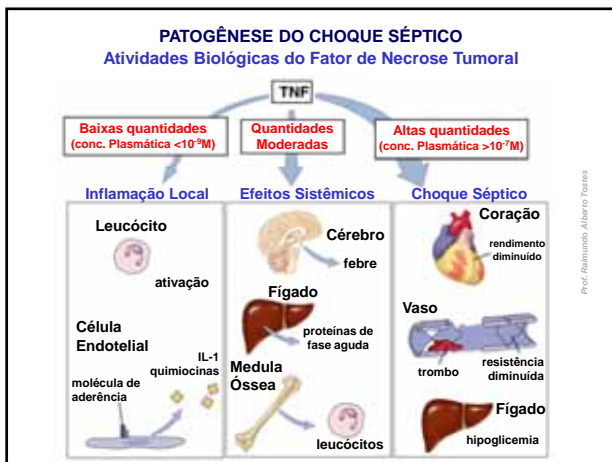 PATOGÊNESE DO CHOQUE SÉPTICO
Atividades Biológicas do Fator de Necrose Tumoral
TNF
Baixas quantidades
(conc. Plasmática <10⁻⁹M)
Quantidades
Moderadas
Altas quantidades
(conc. Plasmática >10⁻⁷M)
Inflamação Local
Efeitos Sistêmicos
Choque Séptico
Leucócito
ativação
Célula
Endotelial
IL-1
quimiocinas
molécula de
aderência
Cérebro
febre
Fígado
proteínas de
fase aguda
Medula
Óssea
leucócitos
Coração
rendimento
diminuído
Vaso
trombo
resistência
diminuída
Fígado
hipoglicemia
Prof. Raimundo Alberto Tostes